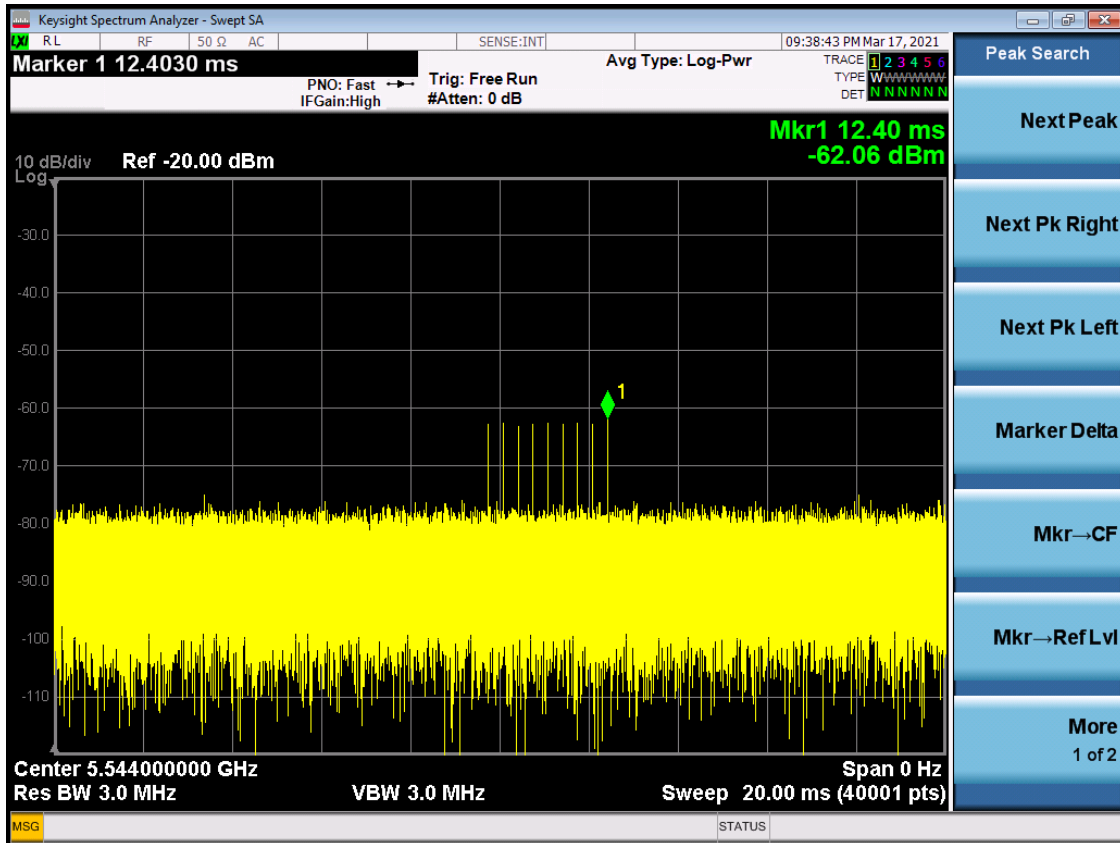 Keysight Spectrum Analyzer - Swept SA
LXI RL RF 50 Ω AC SENSE:INT 09:38:43 PM Mar 17, 2021
Marker 1 12.4030 ms
PNO: Fast
IFGain:High
Trig: Free Run
#Atten: 0 dB
Avg Type: Log-Pwr
TRACE 1 2 3 4 5 6
TYPE WWWWWW
DET N N N N N N
Mkr1 12.40 ms
-62.06 dBm
10 dB/div Ref -20.00 dBm
Log
-30.0
-40.0
-50.0
1
-60.0
-70.0
-80.0
-90.0
-100
-110
Center 5.544000000 GHz Span 0 Hz
Res BW 3.0 MHz VBW 3.0 MHz Sweep 20.00 ms (40001 pts)
MSG STATUS
Peak Search
Next Peak
Next Pk Right
Next Pk Left
Marker Delta
Mkr→CF
Mkr→Ref Lvl
More
1 of 2